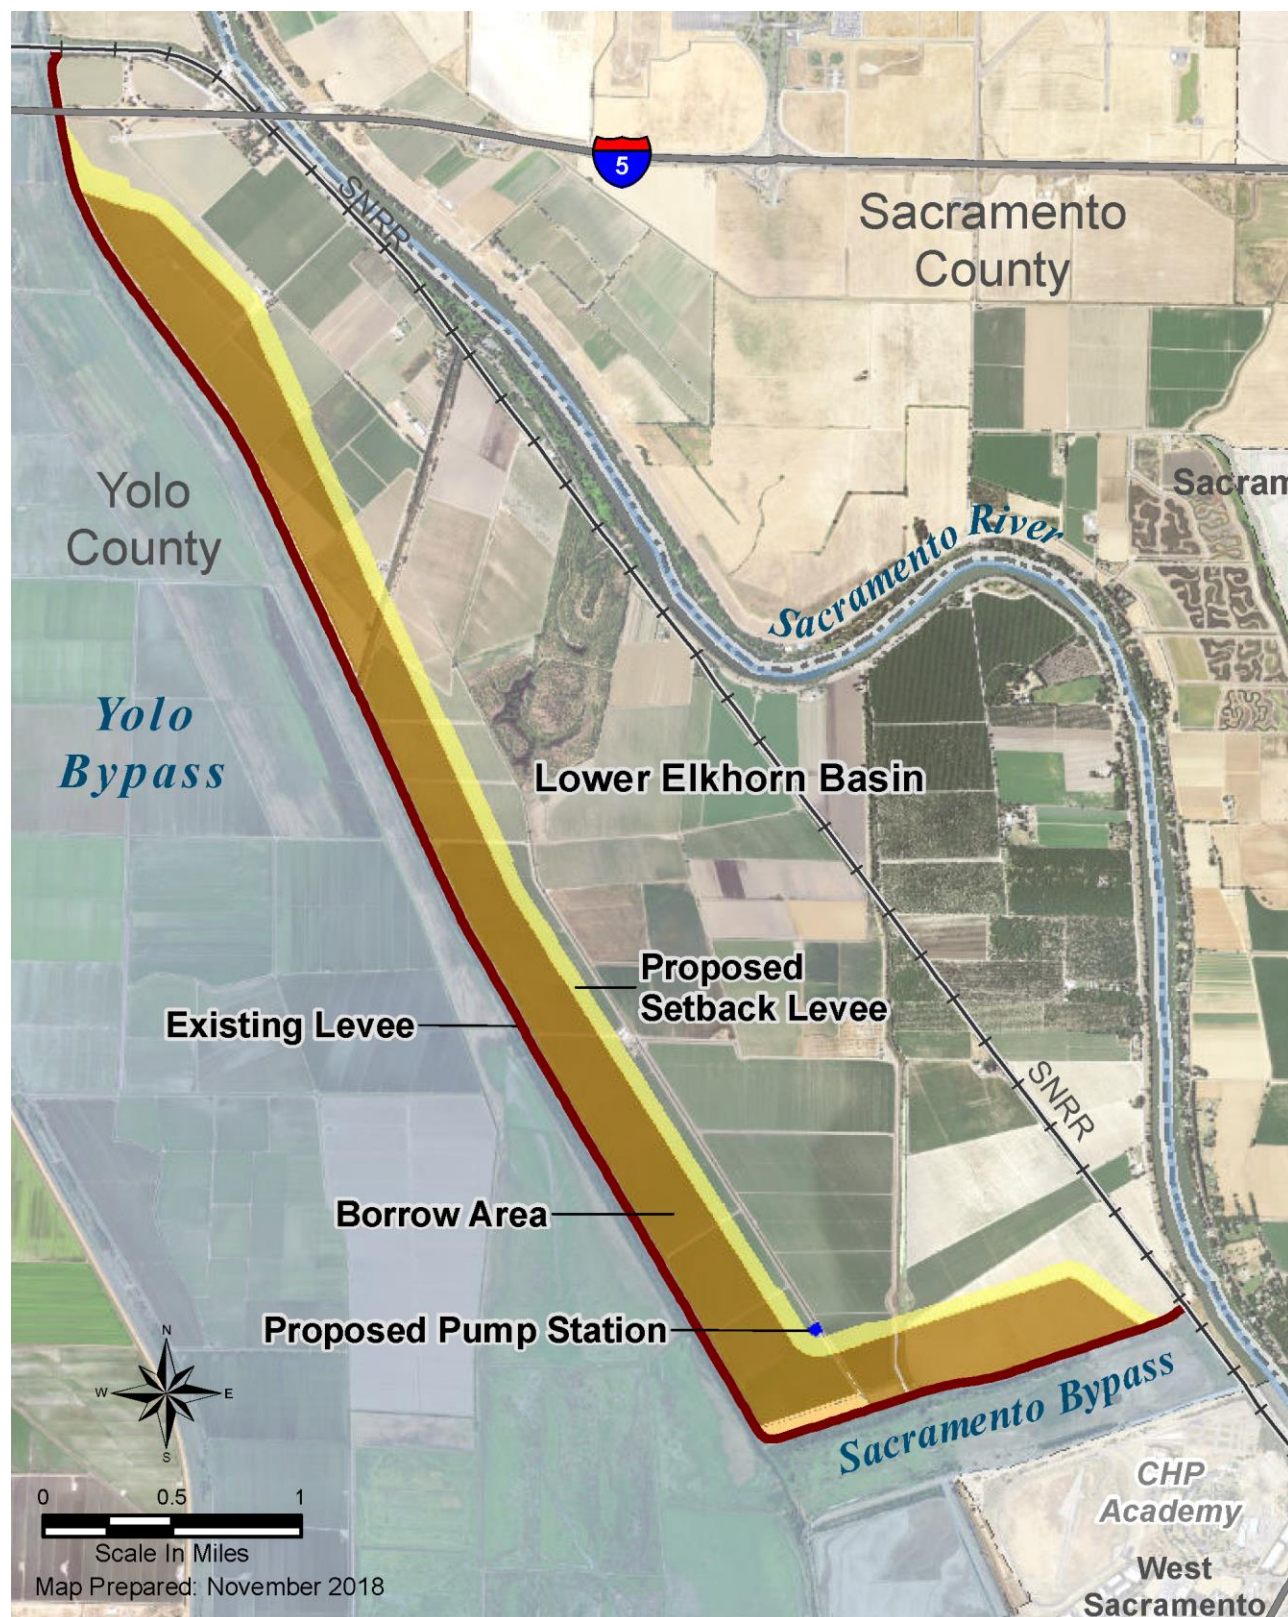 5
SNRR
Sacramento
County
Yolo
County
Sacram
Sacramento River
Yolo
Bypass
Lower Elkhorn Basin
Proposed
Setback Levee
Existing Levee
SNRR
Borrow Area
Proposed Pump Station
N
W
E
S
Sacramento Bypass
CHP
Academy
West
Sacramento
0 0.5 1
Scale In Miles
Map Prepared: November 2018